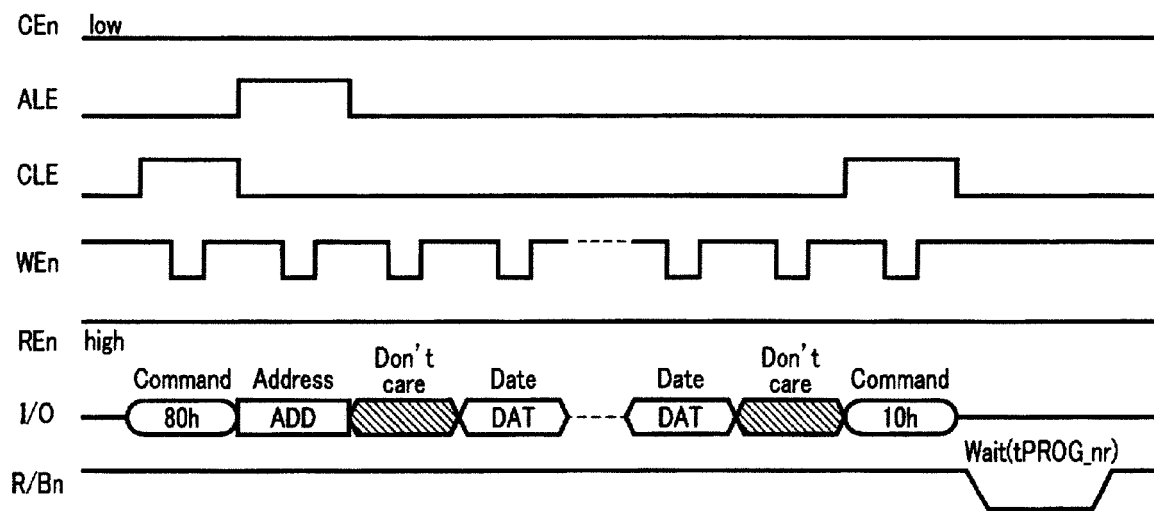 CEn low
ALE
CLE
WEn
REn high
Command Address Don't care Date Date Don't care Command
I/O 80h ADD DAT DAT 10h
Wait(tPROG_nr)
R/Bn